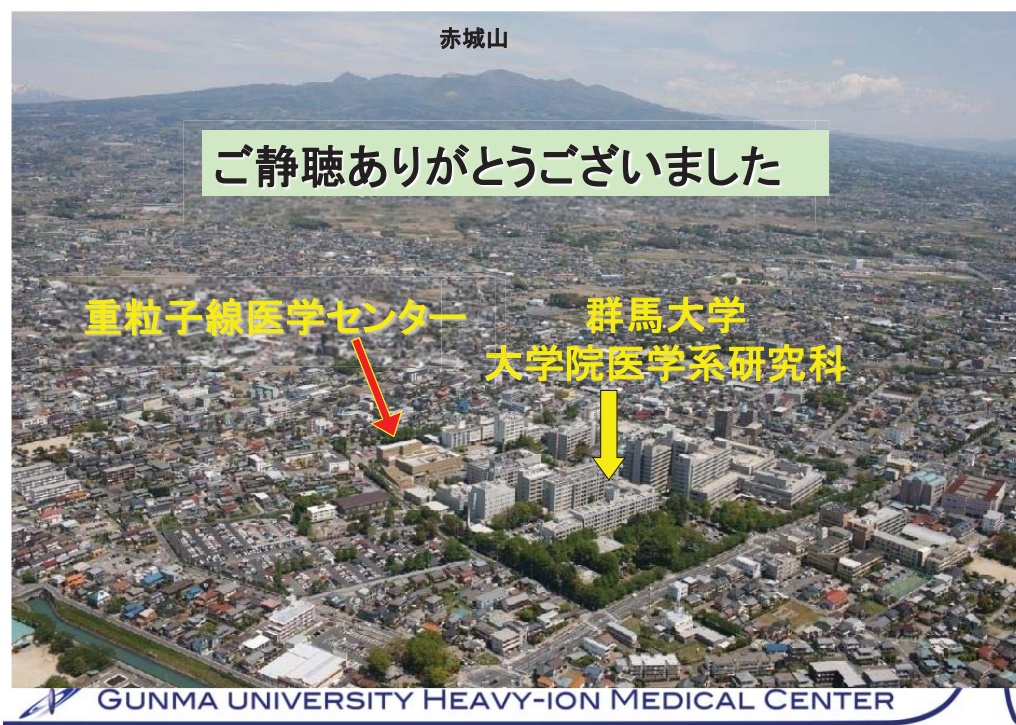 赤城山
ご静聴ありがとうございました
重粒子線医学センター
群馬大学
大学院医学系研究科
GUNMA UNIVERSITY HEAVY-ION MEDICAL CENTER